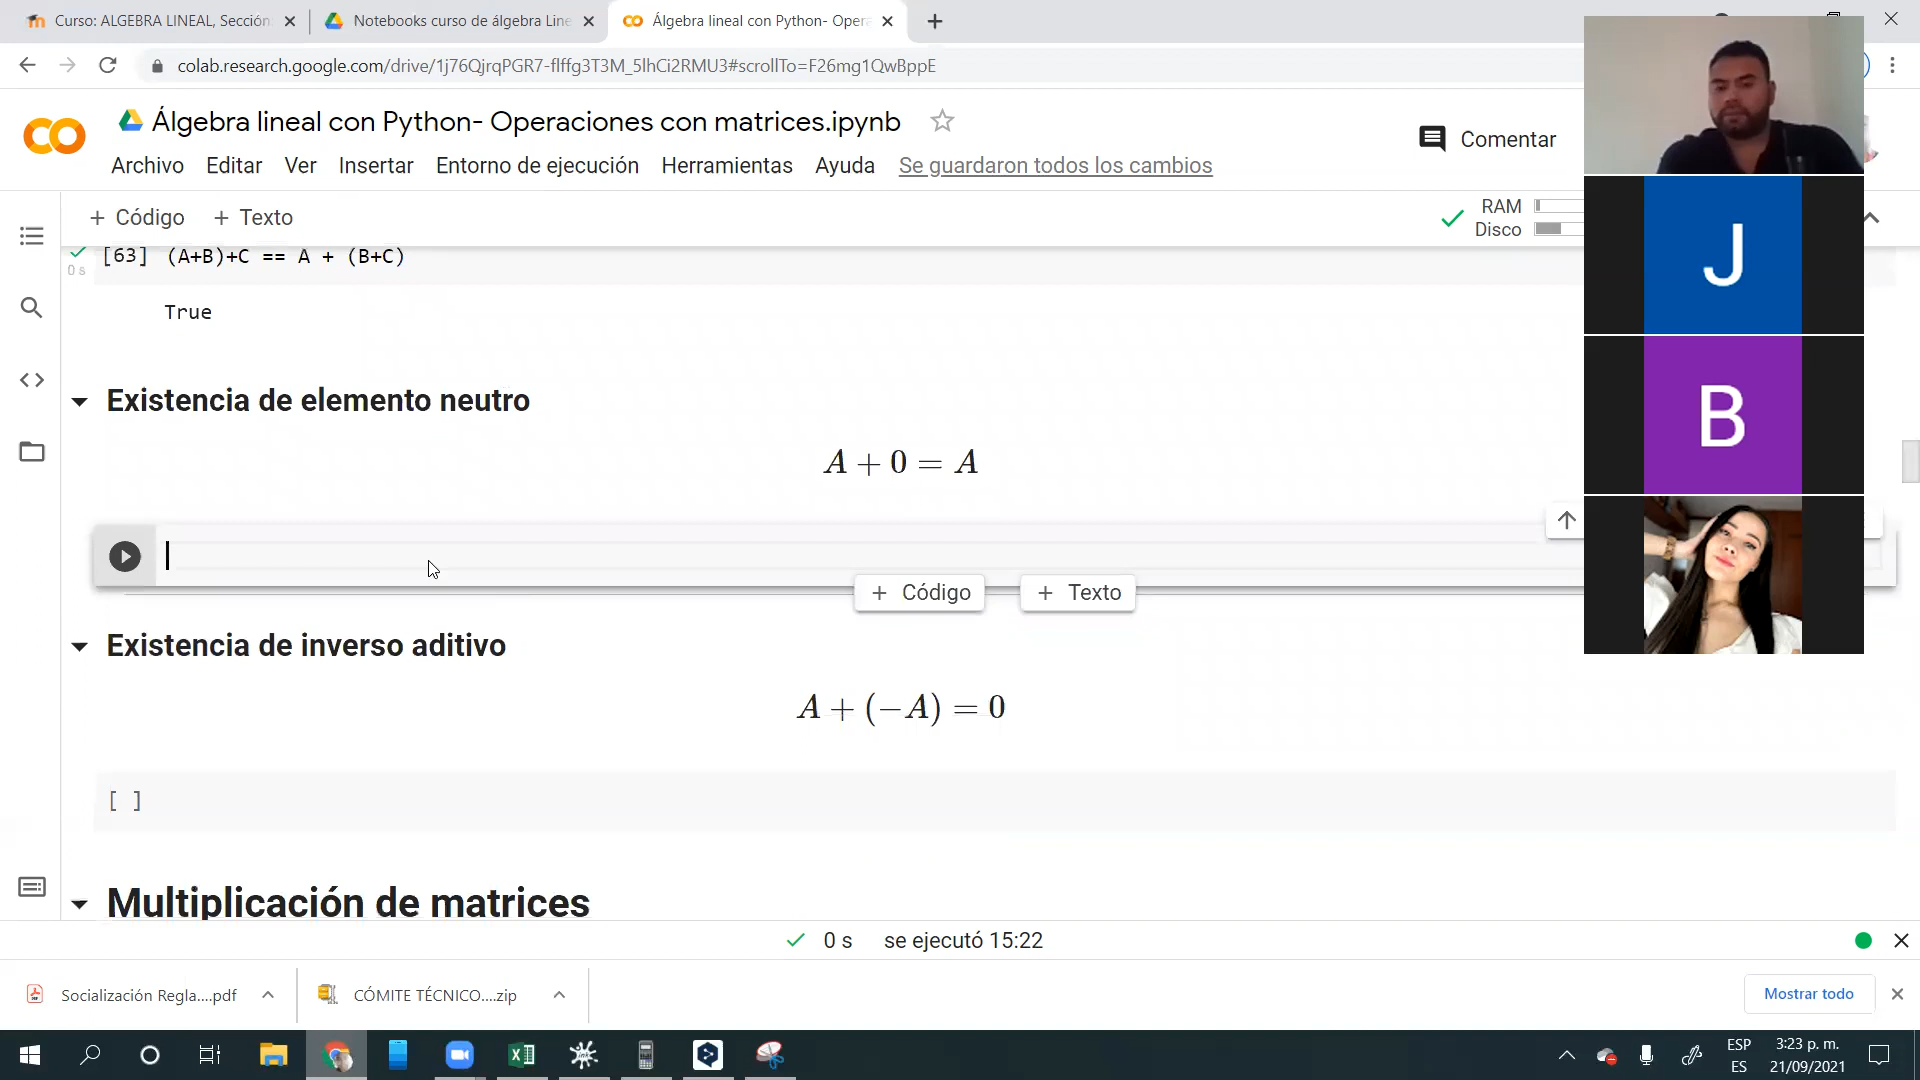 Curso: ALGEBRA LINEAL, Sección
Notebooks curso de álgebra Line
Álgebra lineal con Python- Opera
colab.research.google.com/drive/1j76QjrqPGR7-flffg3T3M_5lhCi2RMU3#scrollTo=F26mg1QwBppE
Álgebra lineal con Python- Operaciones con matrices.ipynb
Comentar
Archivo Editar Ver Insertar Entorno de ejecución Herramientas Ayuda Se guardaron todos los cambios
+ Código + Texto
RAM
Disco
[63] (A+B)+C == A + (B+C)
0 s
True
Existencia de elemento neutro
A + 0 = A
+ Código + Texto
Existencia de inverso aditivo
A + (−A) = 0
[ ]
Multiplicación de matrices
0 s se ejecutó 15:22
Socialización Regla....pdf
CÓMITE TÉCNICO....zip
Mostrar todo
J
B
ESP
ES
3:23 p. m.
21/09/2021